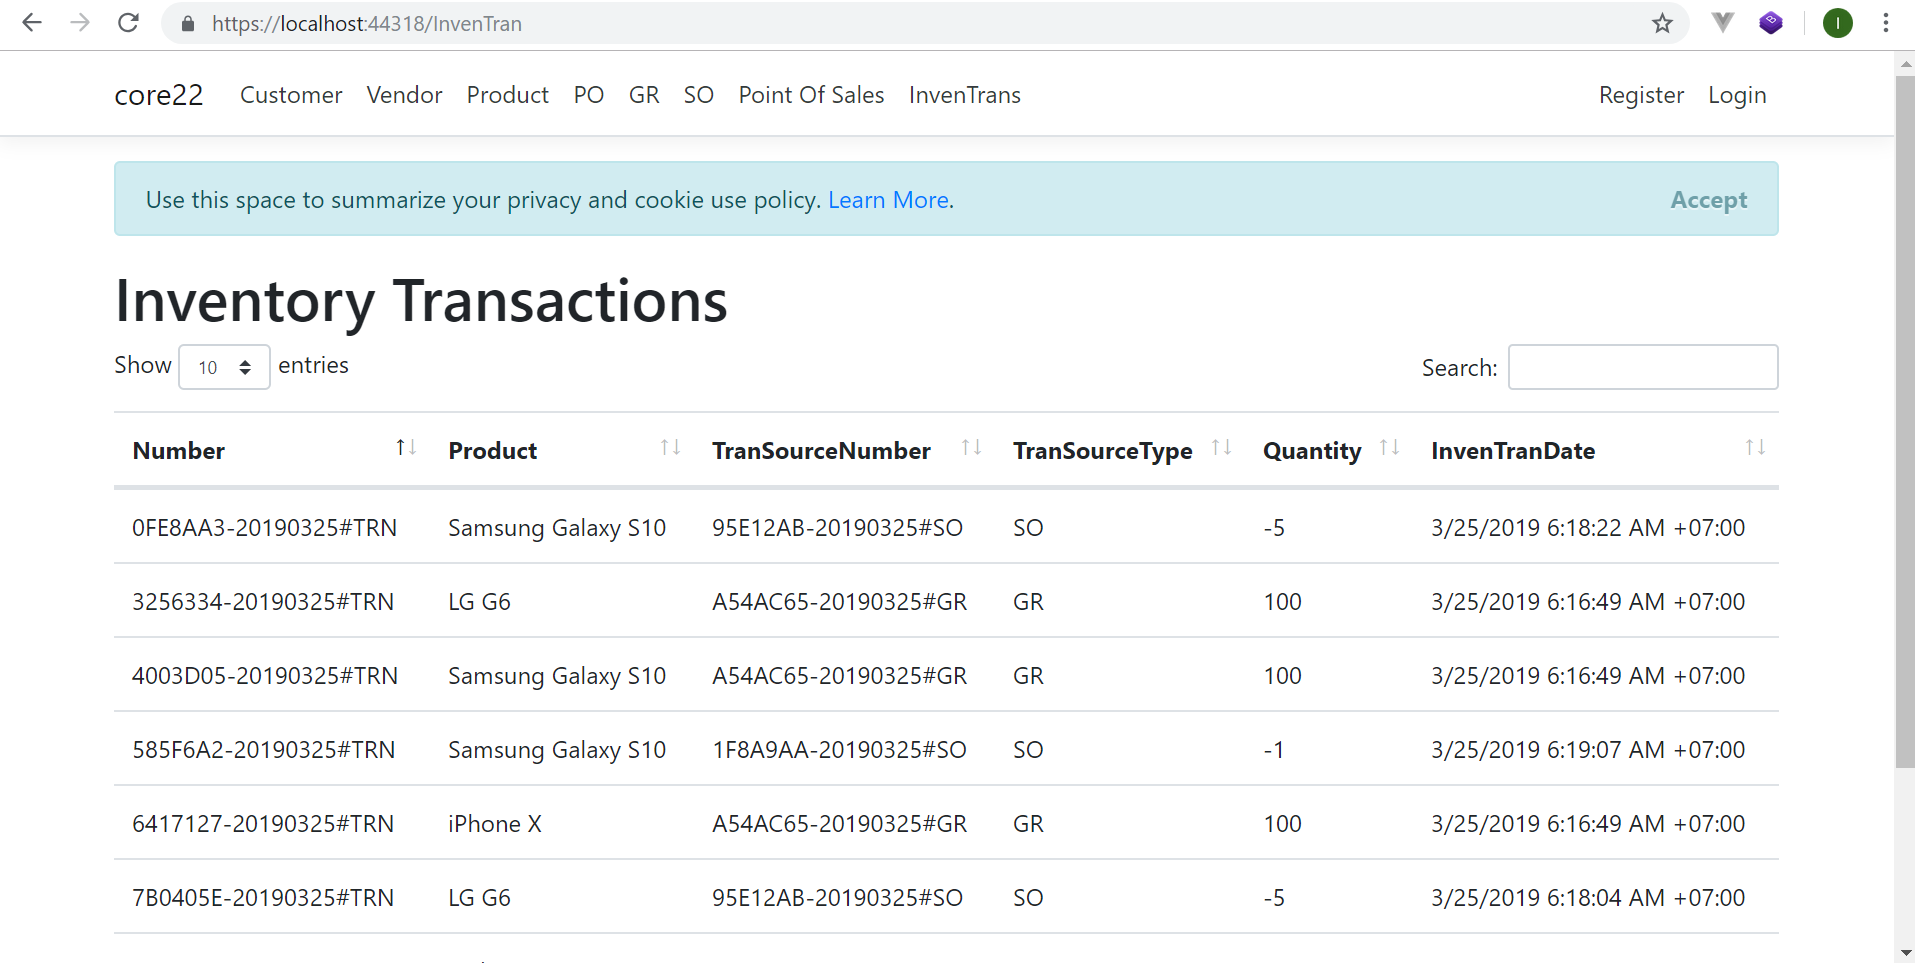 https://localhost:44318/InvenTran
I
core22 Customer Vendor Product PO GR SO Point Of Sales InvenTrans Register Login
Use this space to summarize your privacy and cookie use policy. Learn More. Accept
Inventory Transactions
Show 10 entries Search:
Number Product TranSourceNumber TranSourceType Quantity InvenTranDate
0FE8AA3-20190325#TRN Samsung Galaxy S10 95E12AB-20190325#SO SO -5 3/25/2019 6:18:22 AM +07:00
3256334-20190325#TRN LG G6 A54AC65-20190325#GR GR 100 3/25/2019 6:16:49 AM +07:00
4003D05-20190325#TRN Samsung Galaxy S10 A54AC65-20190325#GR GR 100 3/25/2019 6:16:49 AM +07:00
585F6A2-20190325#TRN Samsung Galaxy S10 1F8A9AA-20190325#SO SO -1 3/25/2019 6:19:07 AM +07:00
6417127-20190325#TRN iPhone X A54AC65-20190325#GR GR 100 3/25/2019 6:16:49 AM +07:00
7B0405E-20190325#TRN LG G6 95E12AB-20190325#SO SO -5 3/25/2019 6:18:04 AM +07:00